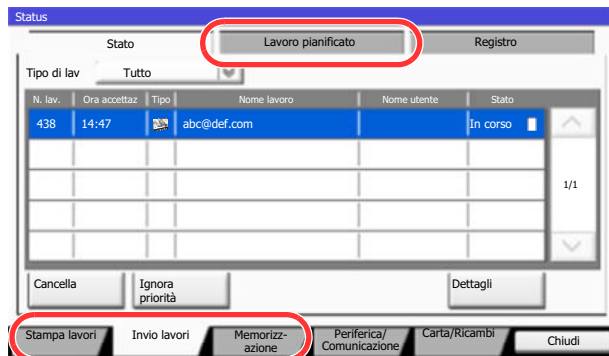 Status
Stato Lavoro pianificato Registro
Tipo di lav Tutto
N. lav. Ora accettaz Tipo Nome lavoro Nome utente Stato
438 14:47 abc@def.com In corso
1/1
Cancella Ignora priorità Dettagli
Stampa lavori Invio lavori Memorizz-
azione Periferica/
Comunicazione Carta/Ricambi Chiudi